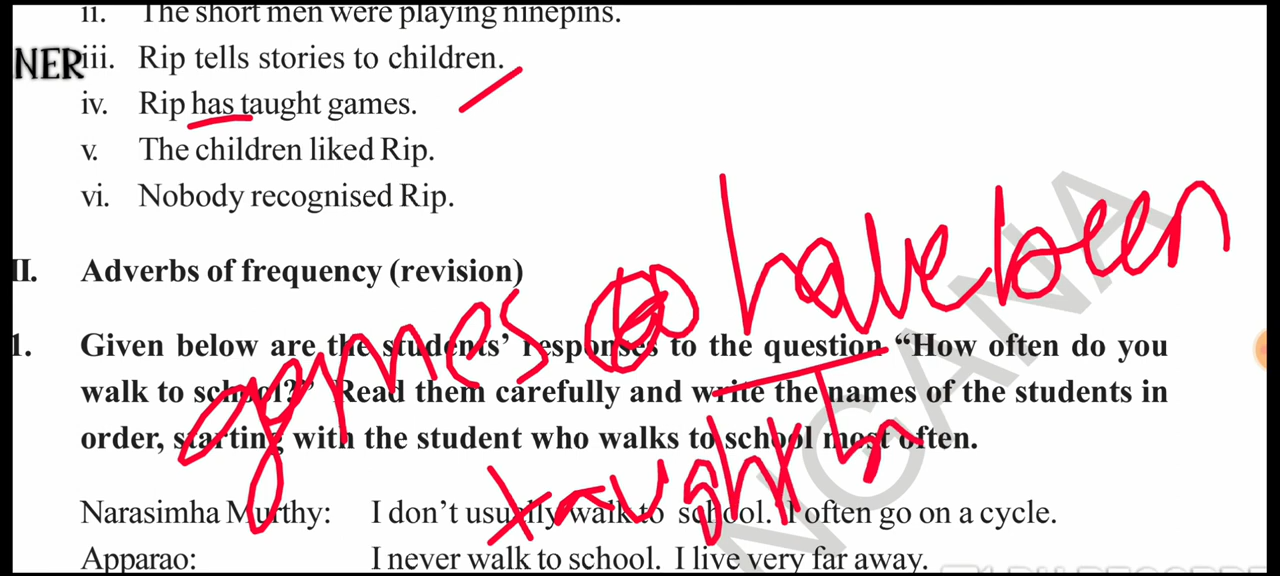 ii. The short men were playing ninepins.
NER iii. Rip tells stories to children.
iv. Rip has taught games.
v. The children liked Rip.
vi. Nobody recognised Rip.
II. Adverbs of frequency (revision)
games have been
1. Given below are the students' responses to the question "How often do you
walk to school?" Read them carefully and write the names of the students in
order, starting with the student who walks to school most often.
taught by
Narasimha Murthy: I don't usually walk to school. I often go on a cycle.
Apparao: I never walk to school. I live very far away.
NGANA